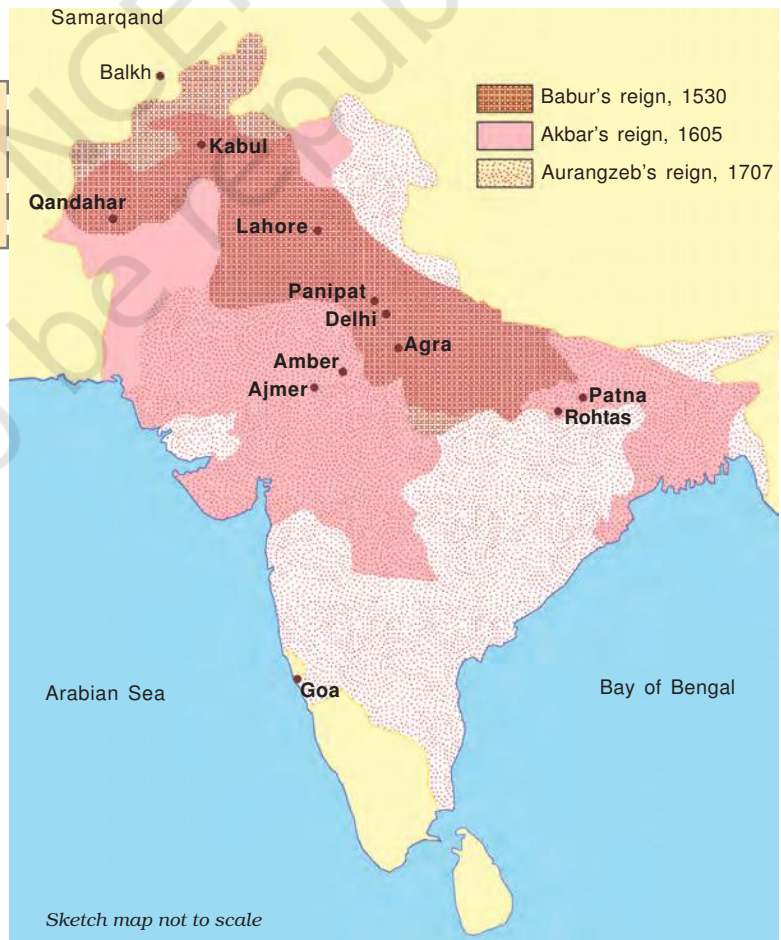 Samarqand
Balkh
Babur's reign, 1530
Akbar's reign, 1605
Aurangzeb's reign, 1707
Kabul
Qandahar
Lahore
Panipat
Delhi
Agra
Amber
Ajmer
Patna
Rohtas
Arabian Sea
Goa
Bay of Bengal
Sketch map not to scale